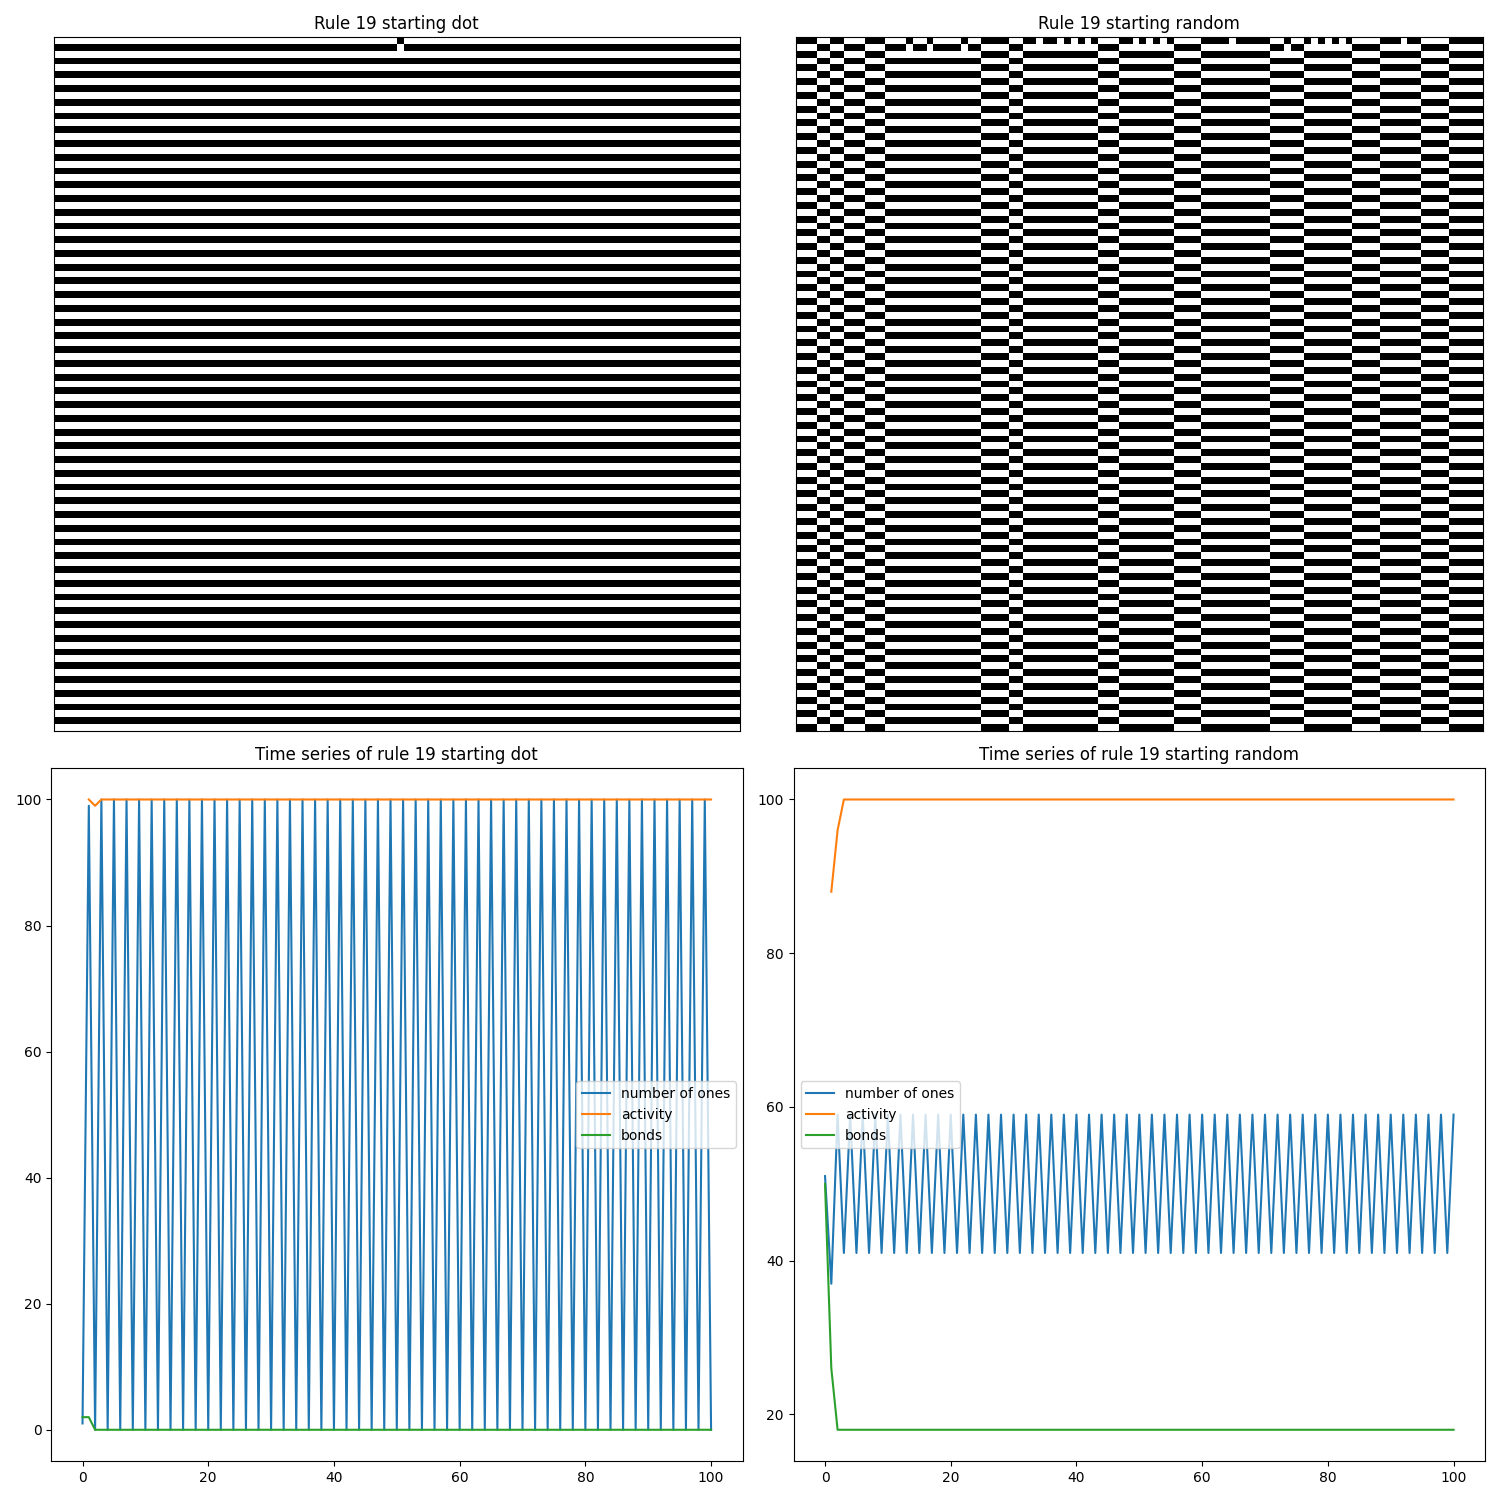 Rule 19 starting dot
Rule 19 starting random
Time series of rule 19 starting dot
100
80
60
40
20
0
number of ones
activity
bonds
0 20 40 60 80 100
Time series of rule 19 starting random
100
80
60
40
20
number of ones
activity
bonds
0 20 40 60 80 100